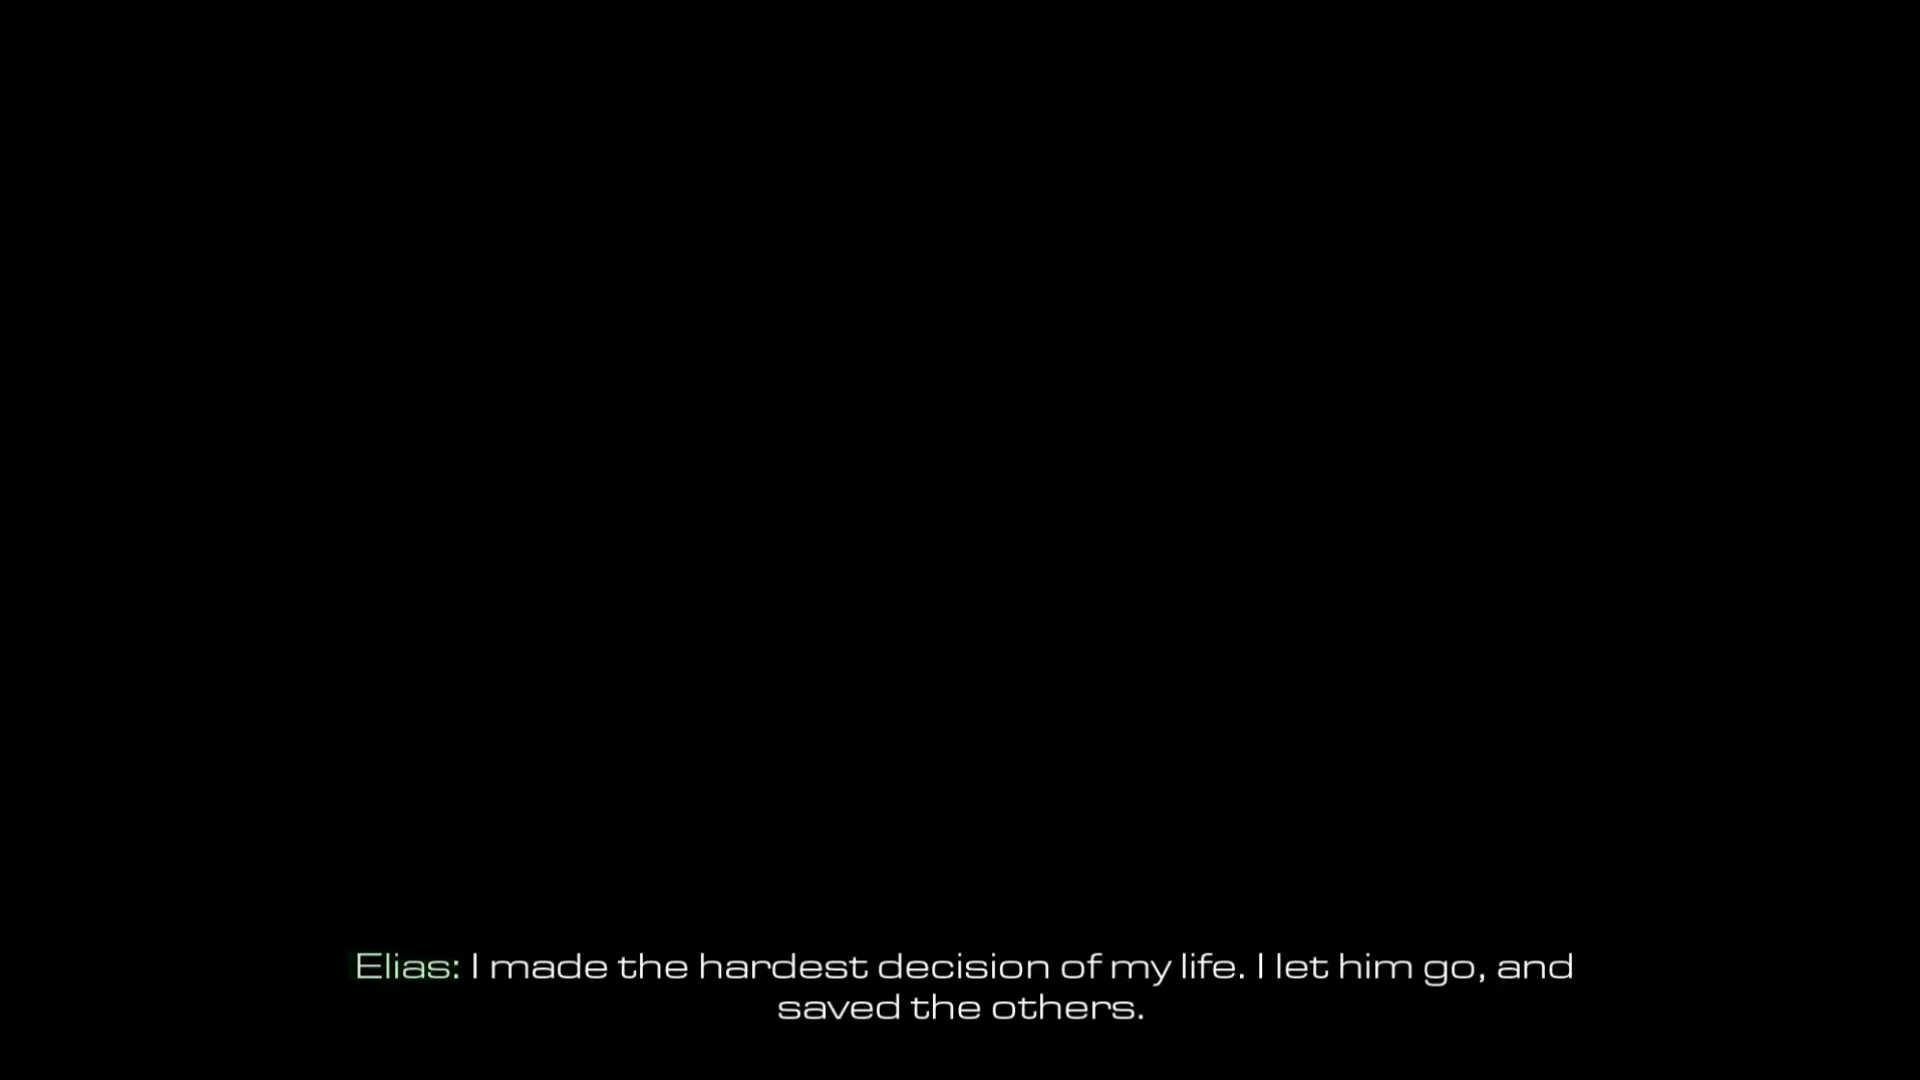 Elias: I made the hardest decision of my life. I let him go, and
saved the others.